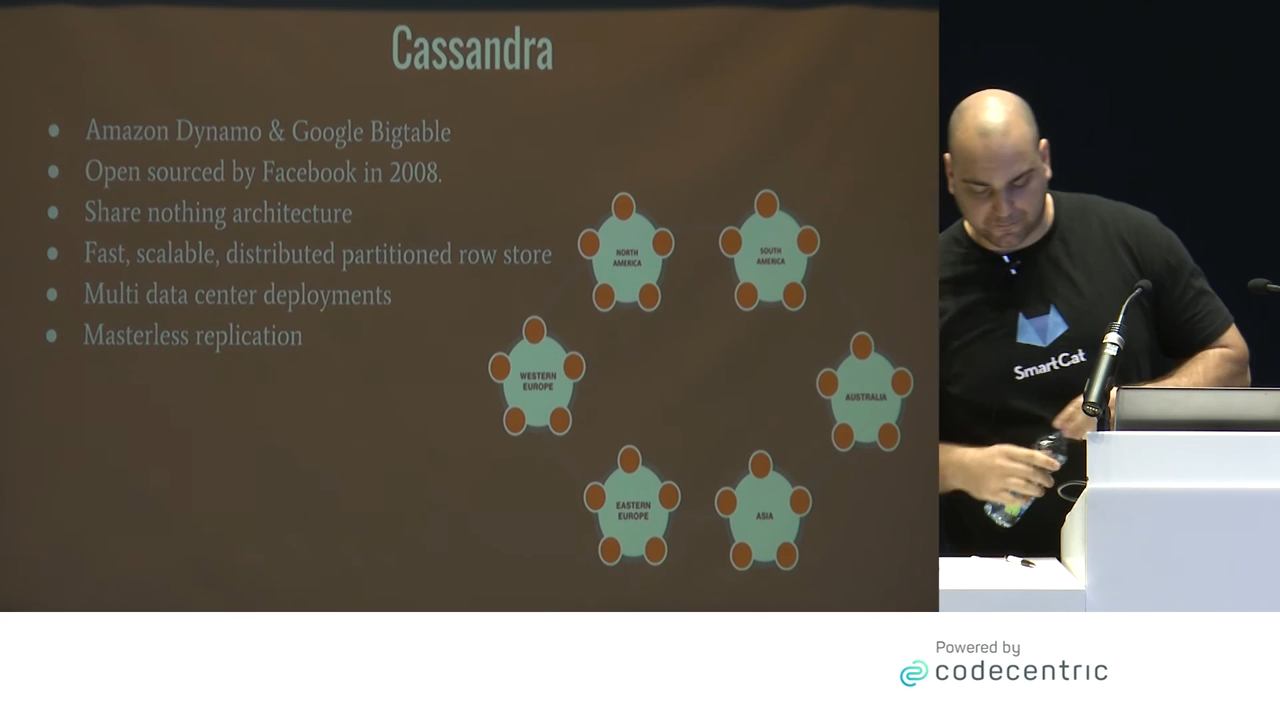 Cassandra
Amazon Dynamo & Google Bigtable
Open sourced by Facebook in 2008.
Share nothing architecture
Fast, scalable, distributed partitioned row store
Multi data center deployments
Masterless replication
NORTH
AMERICA
SOUTH
AMERICA
WESTERN
EUROPE
AUSTRALIA
EASTERN
EUROPE
ASIA
SmartCat
Powered by
codecentric